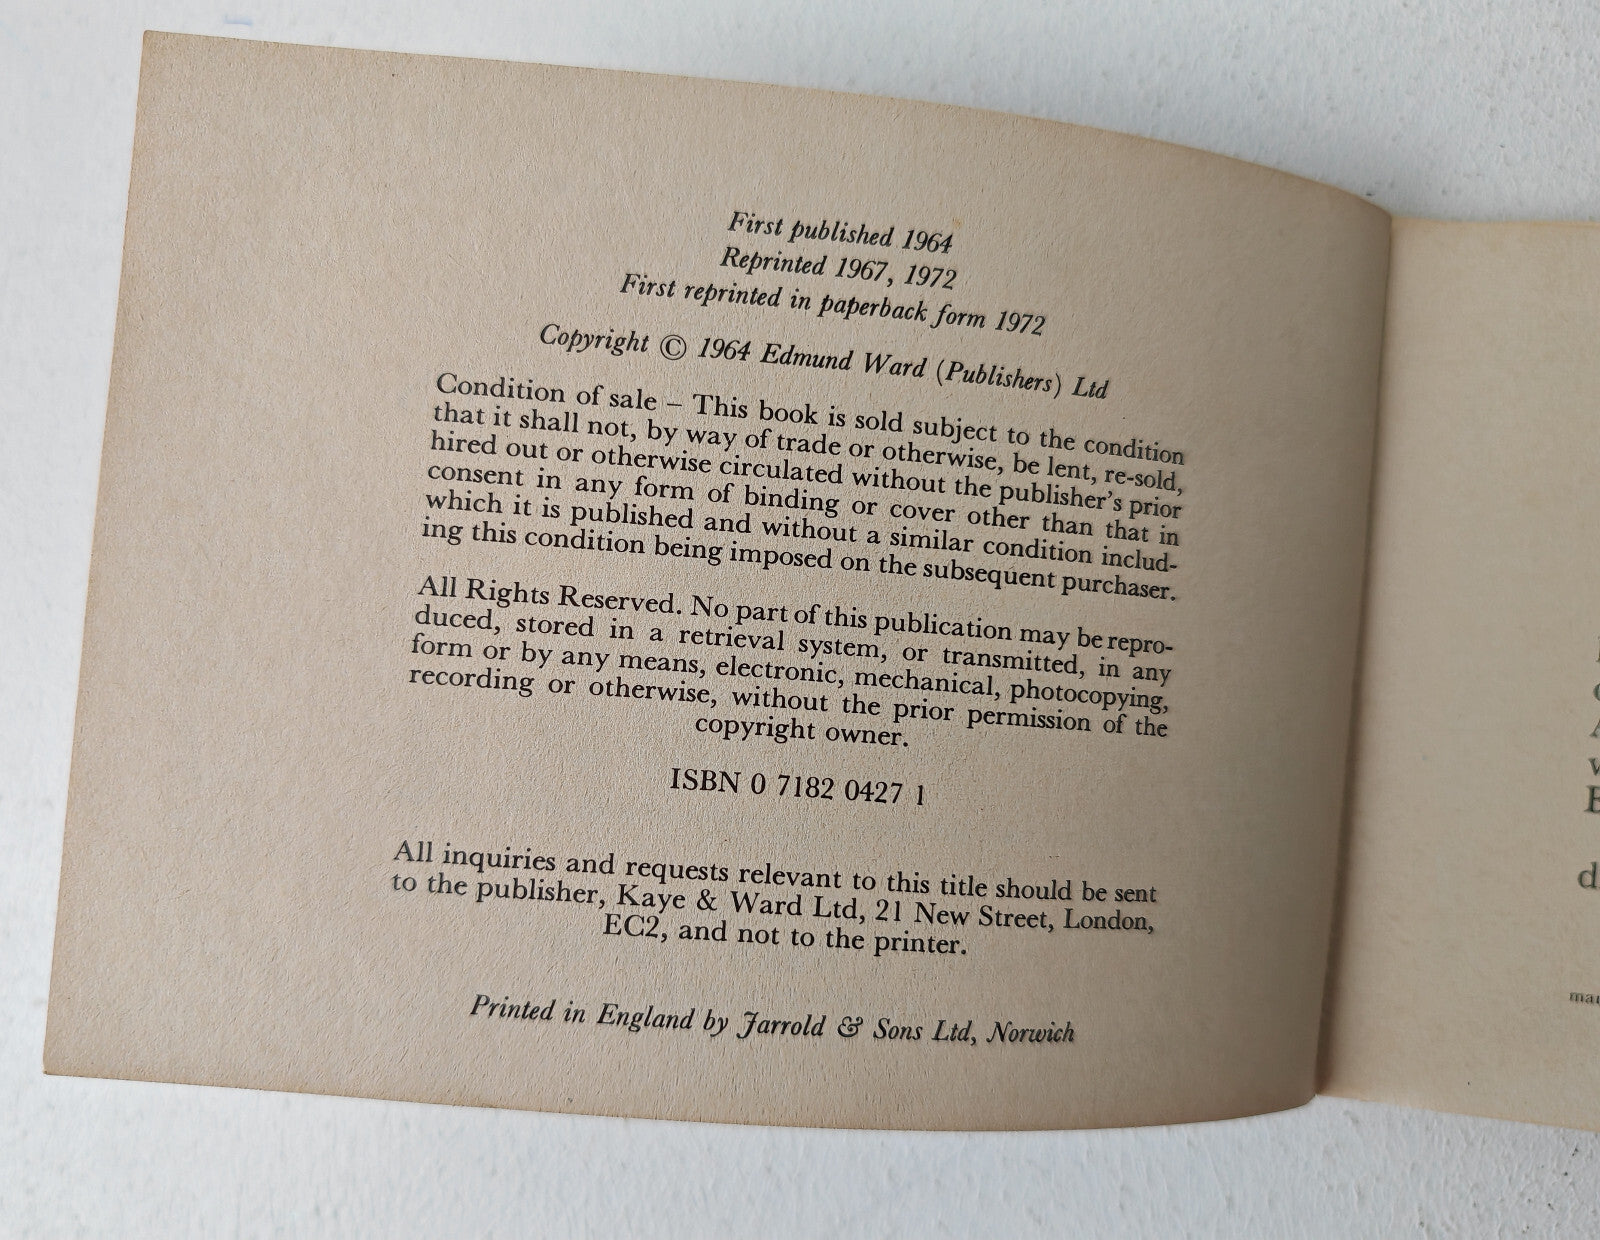 First published 1964
Reprinted 1967, 1972
First reprinted in paperback form 1972
Copyright © 1964 Edmund Ward (Publishers) Ltd
Condition of sale – This book is sold subject to the condition
that it shall not, by way of trade or otherwise, be lent, re-sold,
hired out or otherwise circulated without the publisher's prior
consent in any form of binding or cover other than that in
which it is published and without a similar condition includ-
ing this condition being imposed on the subsequent purchaser.
All Rights Reserved. No part of this publication may be repro-
duced, stored in a retrieval system, or transmitted, in any
form or by any means, electronic, mechanical, photocopying,
recording or otherwise, without the prior permission of the
copyright owner.
ISBN 0 7182 0427 1
All inquiries and requests relevant to this title should be sent
to the publisher, Kaye & Ward Ltd, 21 New Street, London,
EC2, and not to the printer.
Printed in England by Jarrold & Sons Ltd, Norwich